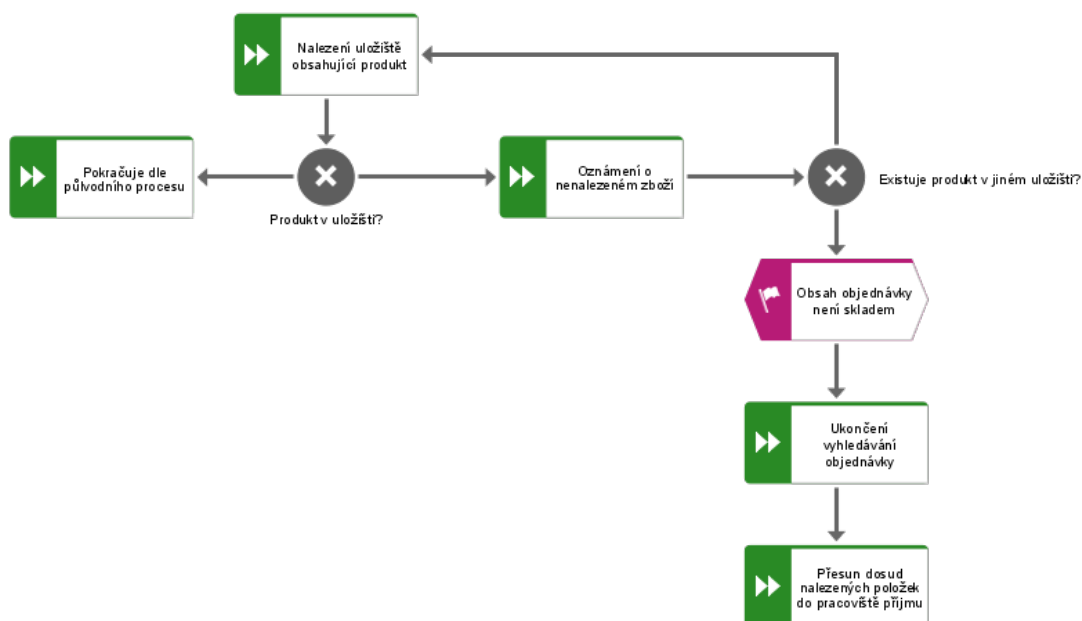 Nalezení uložiště
obsahující produkt
Pokračuje dle
půlvodního procesu
Oznámení o
nenalezeném zboží
Existuje produkt v jiném uložišti?
Produkt v uložišti?
Obsah objednávky
není skladem
Ukončení
vyhledávání
objednávky
Přesun dosud
nalezených položek
do pracoviště příjmu